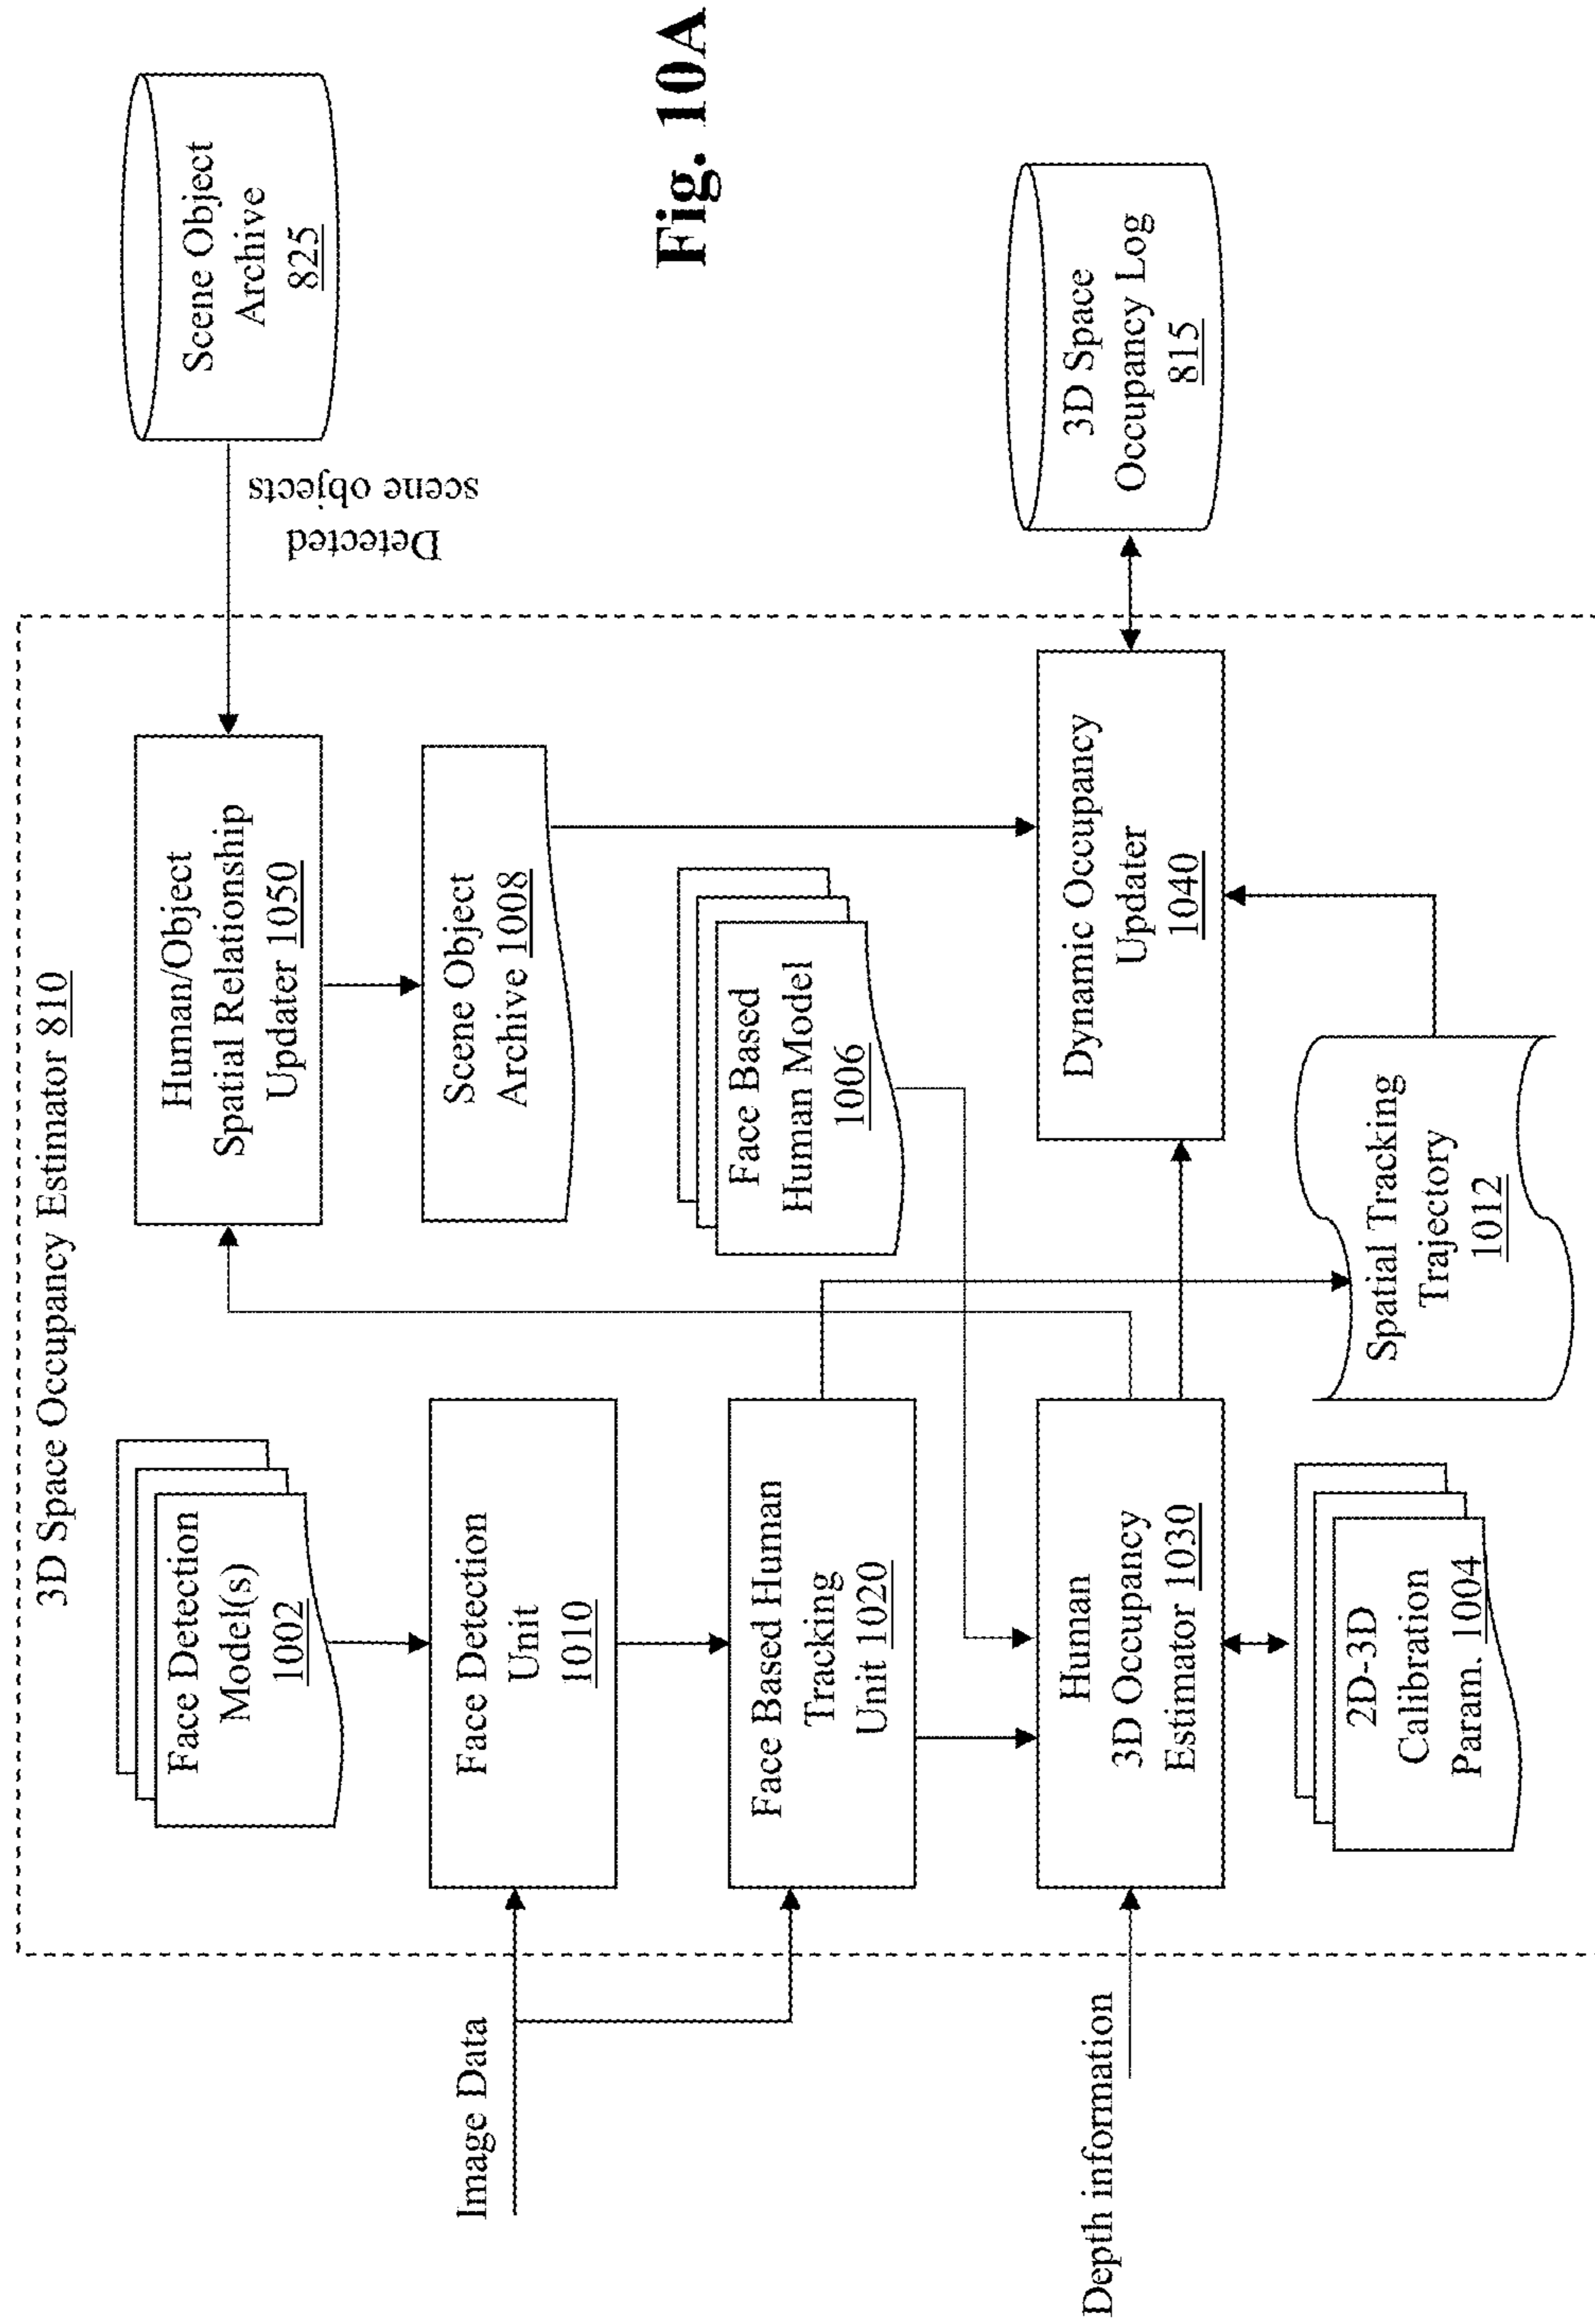 3D Space Occupancy Estimator 810
Face Detection
Model(s)
1002
Human/Object
Spatial Relationship
Updater 1050
Scene Object
Archive
825
Detected
scene objects
Image Data
Face Detection
Unit
1010
Scene Object
Archive 1008
Face Based Human
Tracking
Unit 1020
Face Based
Human Model
1006
Depth information
Human
3D Occupancy
Estimator 1030
Dynamic Occupancy
Updater
1040
3D Space
Occupancy Log
815
2D-3D
Calibration
Param. 1004
Spatial Tracking
Trajectory
1012
Fig. 10A